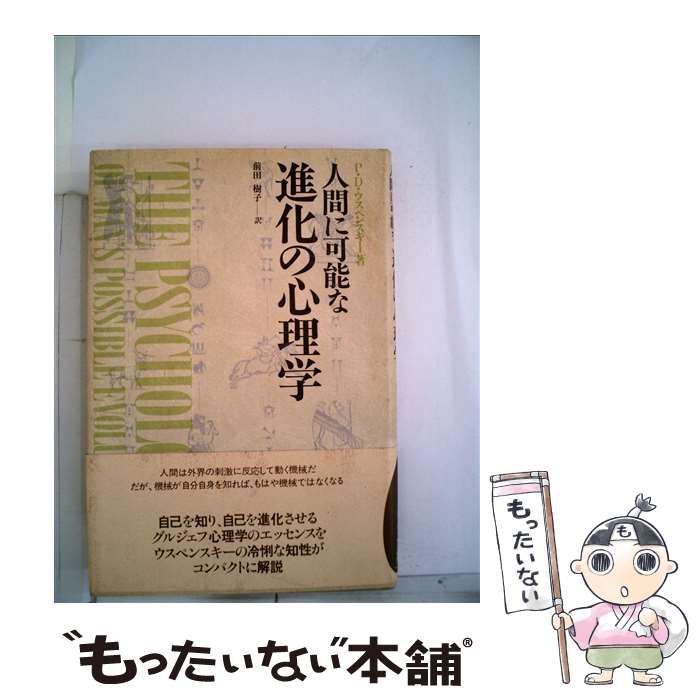 P・D・ウスペンスキー著
人間に可能な
進化の心理学
前田 樹子——訳
THE PSYCHOLO
OF MAN'S POSSIBLE EVOLU
人間は外界の刺激に反応して動く機械だ
だが、機械が自分自身を知れば、もはや機械ではなくなる
自己を知り、自己を進化させる
グルジェフ心理学のエッセンスを
ウスペンスキーの冷悧な知性が
コンパクトに解説
もったいない
"もったいない"本舗®